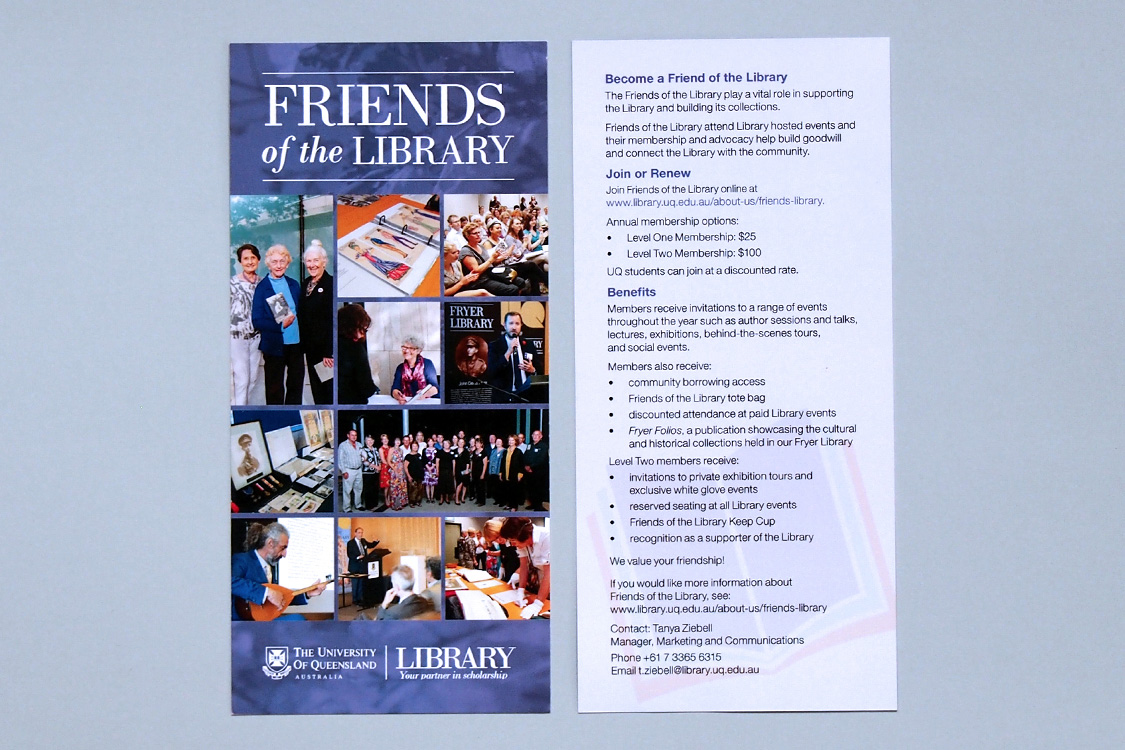 FRIENDS
of the LIBRARY
FRYER
LIBRARY
UQ
THE UNIVERSITY
OF QUEENSLAND
AUSTRALIA
LIBRARY
Your partner in scholarship
Become a Friend of the Library
The Friends of the Library play a vital role in supporting
the Library and building its collections.
Friends of the Library attend Library hosted events and
their membership and advocacy help build goodwill
and connect the Library with the community.
Join or Renew
Join Friends of the Library online at
www.library.uq.edu.au/about-us/friends-library.
Annual membership options:
• Level One Membership: $25
• Level Two Membership: $100
UQ students can join at a discounted rate.
Benefits
Members receive invitations to a range of events
throughout the year such as author sessions and talks,
lectures, exhibitions, behind-the-scenes tours,
and social events.
Members also receive:
• community borrowing access
• Friends of the Library tote bag
• discounted attendance at paid Library events
• Fryer Folios, a publication showcasing the cultural
and historical collections held in our Fryer Library
Level Two members receive:
• invitations to private exhibition tours and
exclusive white glove events
• reserved seating at all Library events
• Friends of the Library Keep Cup
• recognition as a supporter of the Library
We value your friendship!
If you would like more information about
Friends of the Library, see:
www.library.uq.edu.au/about-us/friends-library
Contact: Tanya Ziebell
Manager, Marketing and Communications
Phone +61 7 3365 6315
Email t.ziebell@library.uq.edu.au